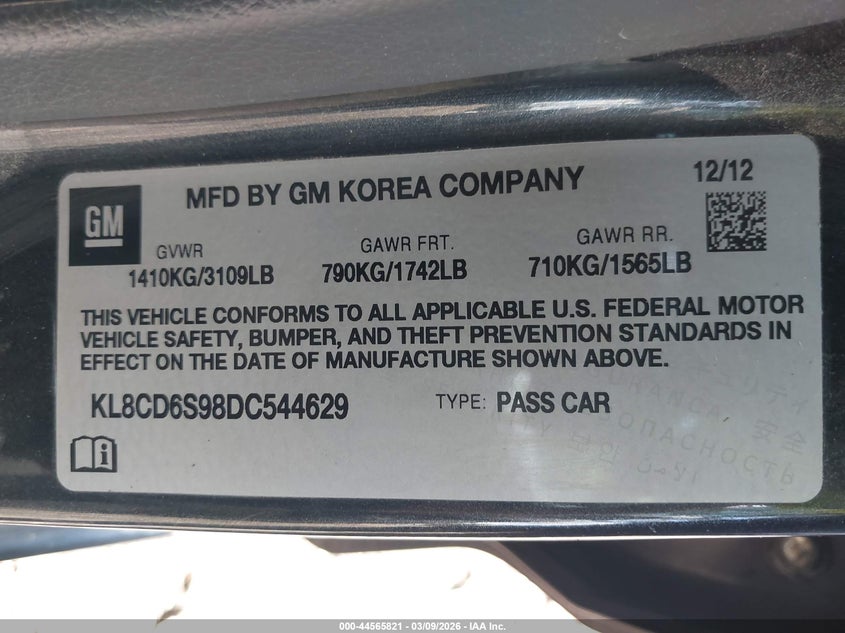 GM
MFD BY GM KOREA COMPANY
12/12
GVWR
1410KG/3109LB
GAWR FRT.
790KG/1742LB
GAWR RR.
710KG/1565LB
THIS VEHICLE CONFORMS TO ALL APPLICABLE U.S. FEDERAL MOTOR
VEHICLE SAFETY, BUMPER, AND THEFT PREVENTION STANDARDS IN
EFFECT ON THE DATE OF MANUFACTURE SHOWN ABOVE.
KL8CD6S98DC544629
TYPE: PASS CAR
000-44565821 | 03/09/2026 - IAA Inc.